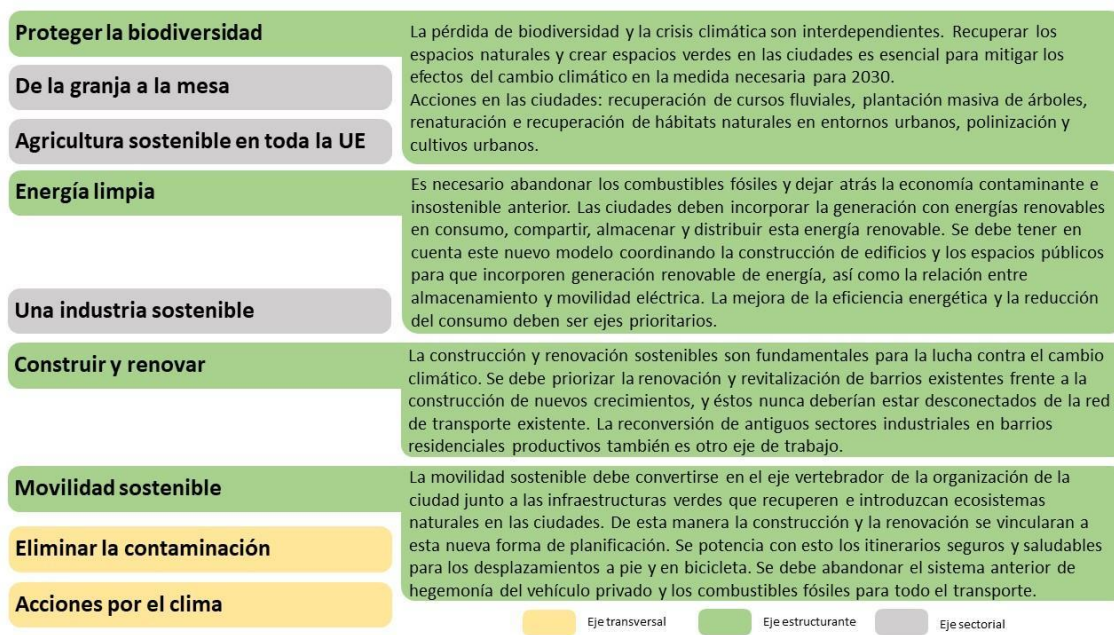 Proteger la biodiversidad
La pérdida de biodiversidad y la crisis climática son interdependientes. Recuperar los
espacios naturales y crear espacios verdes en las ciudades es esencial para mitigar los
efectos del cambio climático en la medida necesaria para 2030.
Acciones en las ciudades: recuperación de cursos fluviales, plantación masiva de árboles,
renaturación e recuperación de hábitats naturales en entornos urbanos, polinización y
cultivos urbanos.
De la granja a la mesa
Agricultura sostenible en toda la UE
Energía limpia
Es necesario abandonar los combustibles fósiles y dejar atrás la economía contaminante e
insostenible anterior. Las ciudades deben incorporar la generación con energías renovables
en consumo, compartir, almacenar y distribuir esta energía renovable. Se debe tener en
cuenta este nuevo modelo coordinando la construcción de edificios y los espacios públicos
para que incorporen generación renovable de energía, así como la relación entre
almacenamiento y movilidad eléctrica. La mejora de la eficiencia energética y la reducción
del consumo deben ser ejes prioritarios.
Una industria sostenible
Construir y renovar
La construcción y renovación sostenibles son fundamentales para la lucha contra el cambio
climático. Se debe priorizar la renovación y revitalización de barrios existentes frente a la
construcción de nuevos crecimientos, y éstos nunca deberían estar desconectados de la red
de transporte existente. La reconversión de antiguos sectores industriales en barrios
residenciales productivos también es otro eje de trabajo.
Movilidad sostenible
La movilidad sostenible debe convertirse en el eje vertebrador de la organización de la
ciudad junto a las infraestructuras verdes que recuperen e introduzcan ecosistemas
naturales en las ciudades. De esta manera la construcción y la renovación se vincularan a
esta nueva forma de planificación. Se potencia con esto los itinerarios seguros y saludables
para los desplazamientos a pie y en bicicleta. Se debe abandonar el sistema anterior de
hegemonía del vehículo privado y los combustibles fósiles para todo el transporte.
Eliminar la contaminación
Acciones por el clima
Eje transversal
Eje estructurante
Eje sectorial